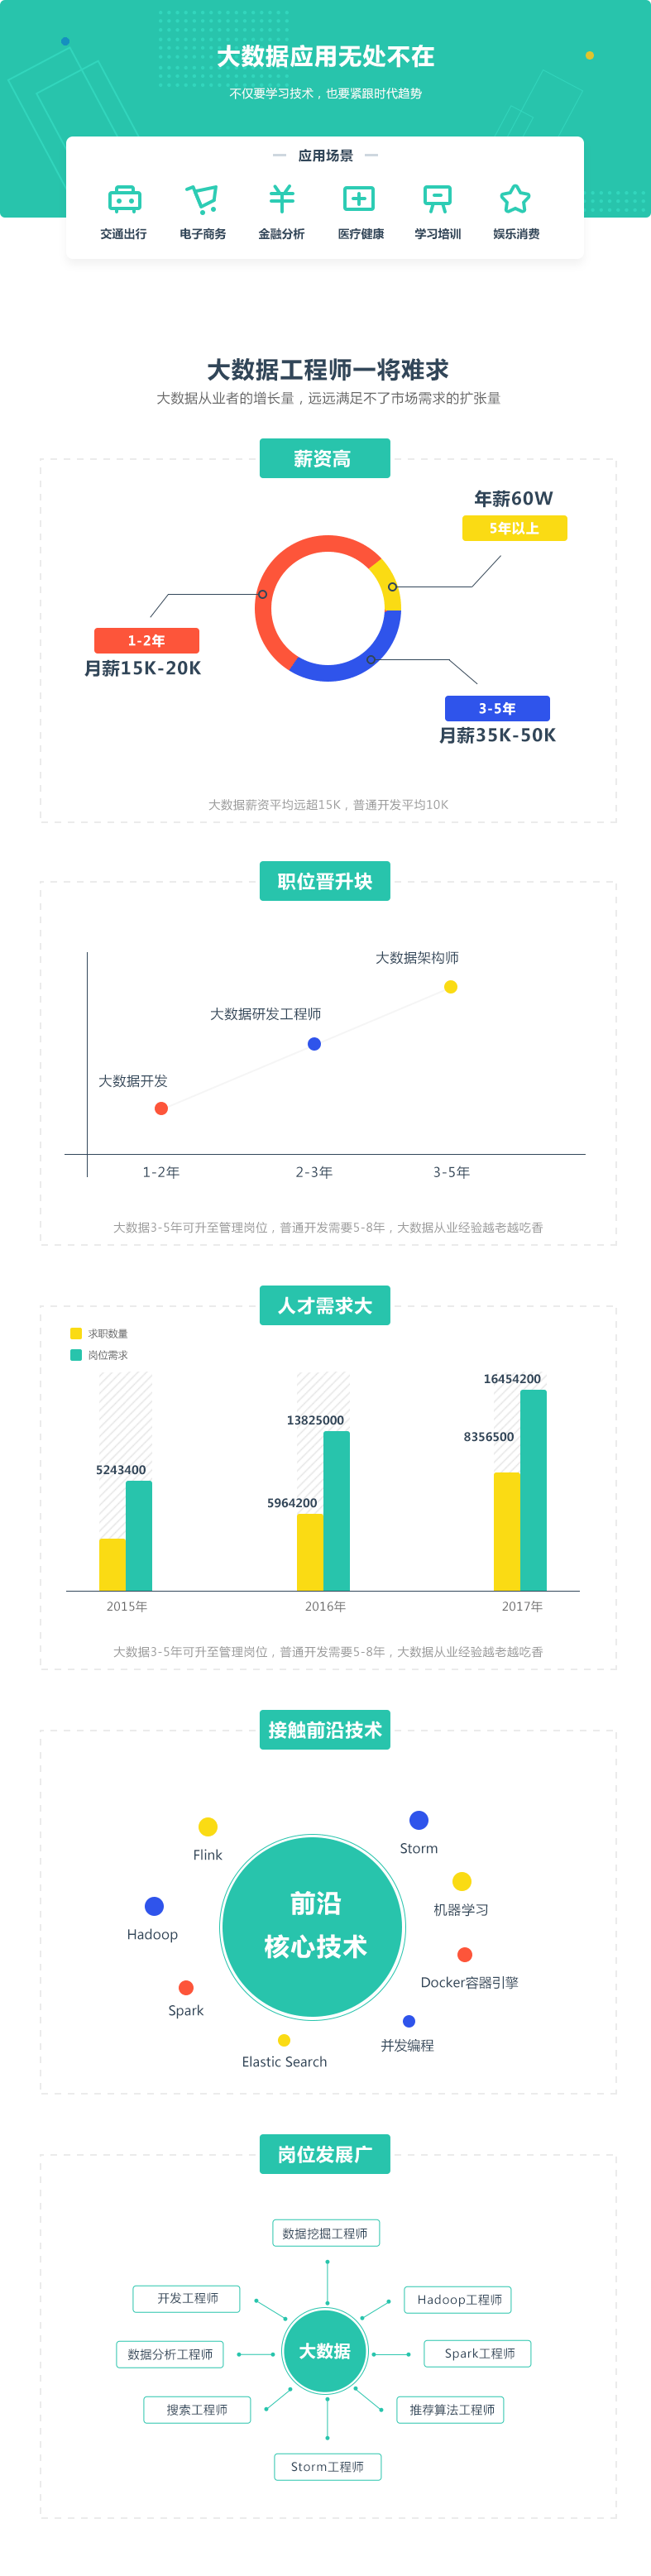 大数据应用无处不在
不仅要学习技术，也要紧跟时代趋势
应用场景
交通出行 电子商务 金融分析 医疗健康 学习培训 娱乐消费
大数据工程师一将难求
大数据从业者的增长量，远远满足不了市场需求的扩张量
薪资高
年薪60W
5年以上
1-2年
月薪15K-20K
3-5年
月薪35K-50K
大数据薪资平均远超15K，普通开发平均10K
职位晋升块
大数据架构师
大数据研发工程师
大数据开发
1-2年 2-3年 3-5年
大数据3-5年可升至管理岗位，普通开发需要5-8年，大数据从业经验越老越吃香
人才需求大
求职数量
岗位需求
16454200
13825000
8356500
5243400
5964200
2015年 2016年 2017年
大数据3-5年可升至管理岗位，普通开发需要5-8年，大数据从业经验越老越吃香
接触前沿技术
Storm
Flink
前沿
机器学习
Hadoop
核心技术
Docker容器引擎
Spark
并发编程
Elastic Search
岗位发展广
数据挖掘工程师
开发工程师
Hadoop工程师
大数据
数据分析工程师
Spark工程师
搜索工程师
推荐算法工程师
Storm工程师